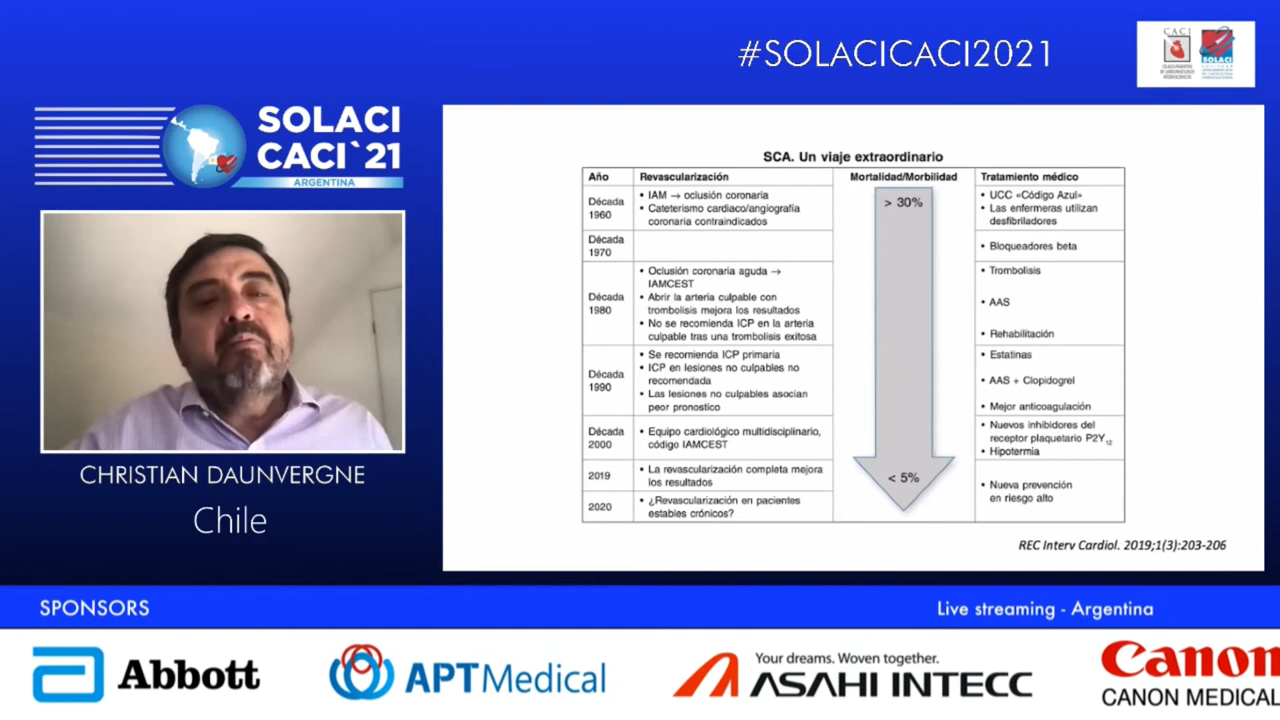 #SOLACICACI2021
CACI
SOLACI
SOLACI
CACI`21
ARGENTINA
CHRISTIAN DAUNVERGNE
Chile
SCA. Un viaje extraordinario
Año Revascularización Mortalidad/Morbilidad Tratamiento médico
Década 1960
• IAM → oclusión coronaria
• Cateterismo cardiaco/angiografía
coronaria contraindicados
> 30%
• UCC «Código Azul»
• Las enfermeras utilizan
desfibriladores
Década
1970
• Bloqueadores beta
Década
1980
• Oclusión coronaria aguda →
IAMCEST
• Abrir la arteria culpable con
trombolisis mejora los resultados
• No se recomienda ICP en la arteria
culpable tras una trombolisis exitosa
• Trombolisis
• AAS
• Rehabilitación
Década
1990
• Se recomienda ICP primaria
• ICP en lesiones no culpables no
recomendada
• Las lesiones no culpables asocian
peor pronostico
• Estatinas
• AAS + Clopidogrel
• Mejor anticoagulación
Década
2000
• Equipo cardiológico multidisciplinario,
código IAMCEST
• Nuevos inhibidores del
receptor plaquetario P2Y12
• Hipotermia
2019
• La revascularización completa mejora
los resultados
< 5%
• Nueva prevención
en riesgo alto
2020
• ¿Revascularización en pacientes
estables crónicos?
REC Interv Cardiol. 2019;1(3):203-206
SPONSORS
Live streaming - Argentina
Abbott
APTMedical
Your dreams. Woven together.
ASAHI INTECC
Canon
CANON MEDICAL